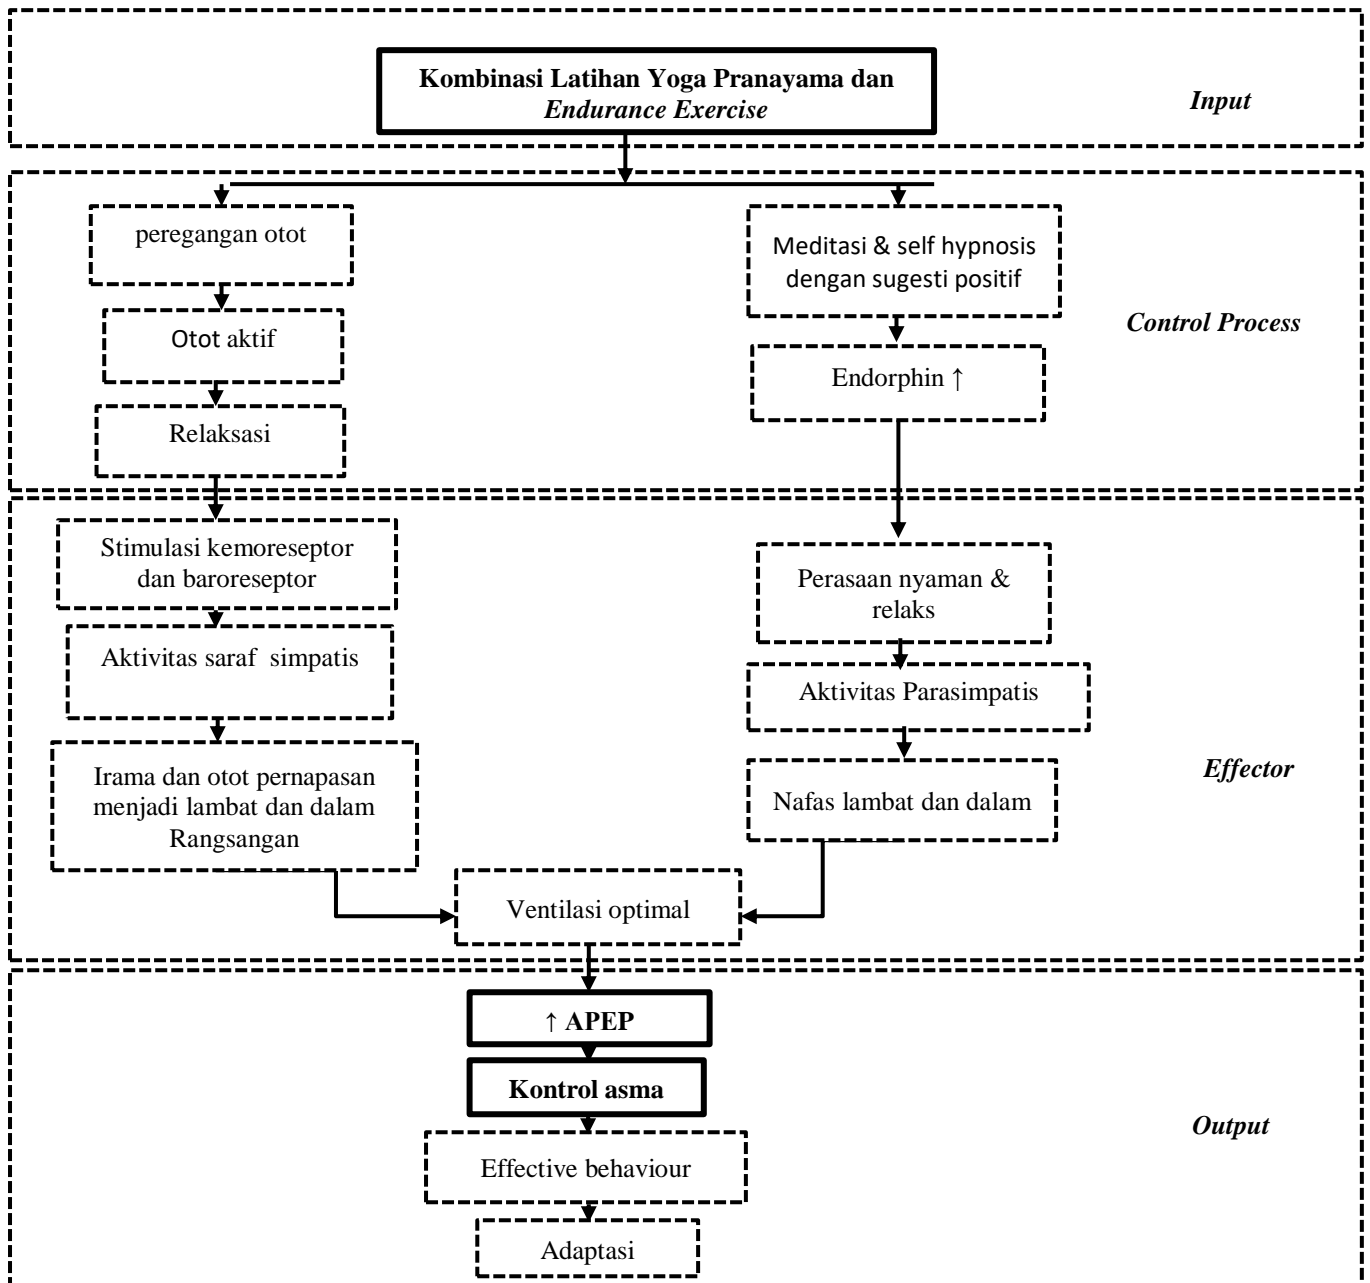 Kombinasi Latihan Yoga Pranayama dan
Endurance Exercise
Input
peregangan otot
Meditasi & self hypnosis
dengan sugesti positif
Otot aktif
Control Process
Endorphin ↑
Relaksasi
Stimulasi kemoreseptor
dan baroreseptor
Perasaan nyaman &
relaks
Aktivitas saraf simpatis
Aktivitas Parasimpatis
Irama dan otot pernapasan
menjadi lambat dan dalam
Rangsangan
Effector
Nafas lambat dan dalam
Ventilasi optimal
↑ APEP
Kontrol asma
Output
Effective behaviour
Adaptasi